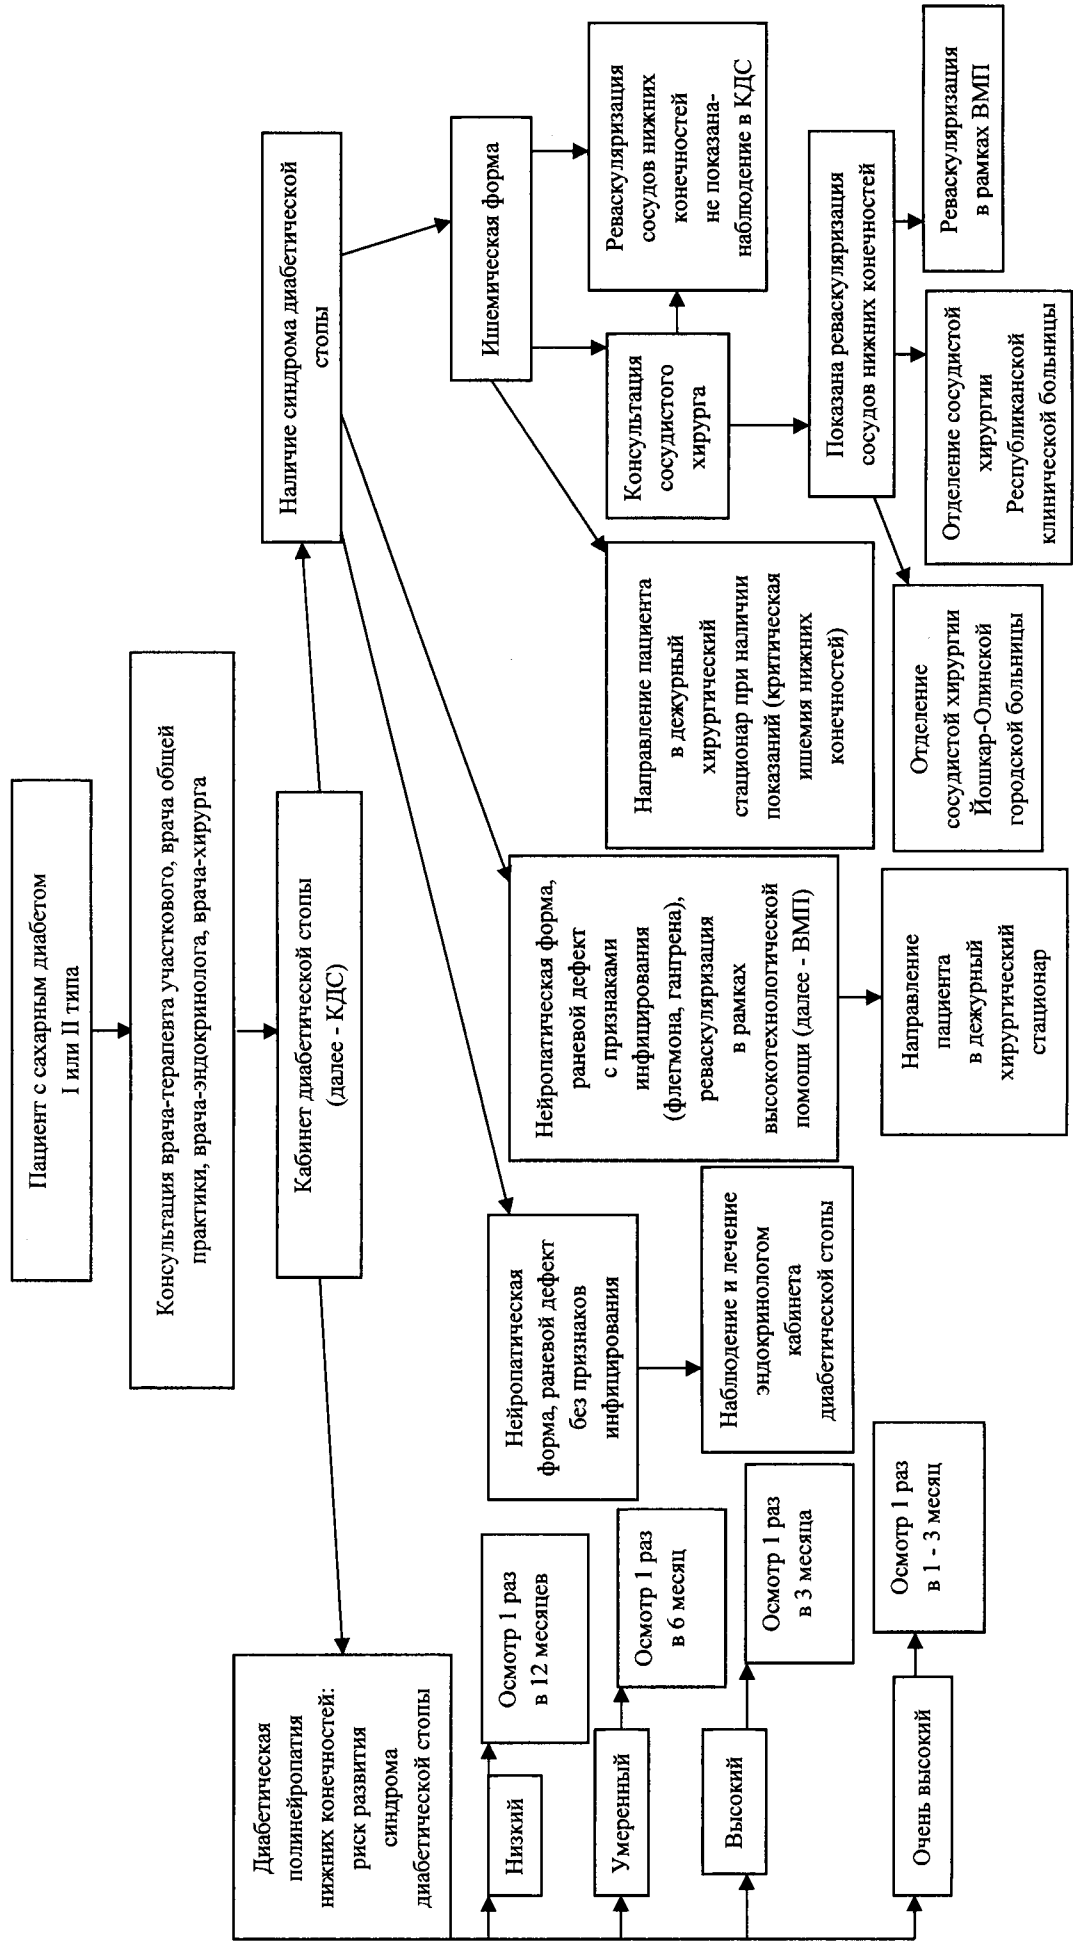 Пациент с сахарным диабетом
I или II типа
Консультация врача-терапевта участкового, врача общей
практики, врача-эндокринолога, врача-хирурга
Кабинет диабетической стопы
(далее - КДС)
Диабетическая
полинейропатия
нижних конечностей:
риск развития
синдрома
диабетической стопы
Низкий
Осмотр 1 раз
в 12 месяцев
Умеренный
Осмотр 1 раз
в 6 месяц
Высокий
Осмотр 1 раз
в 3 месяца
Очень высокий
Осмотр 1 раз
в 1 - 3 месяц
Наличие синдрома диабетической
стопы
Нейропатическая
форма, раневой дефект
без признаков
инфицирования
Наблюдение и лечение
эндокринологом
кабинета
диабетической стопы
Нейропатическая форма,
раневой дефект
с признаками
инфицирования
(флегмона, гангрена),
реваскуляризация
в рамках
высокотехнологической
помощи (далее - ВМП)
Направление
пациента
в дежурный
хирургический
стационар
Ишемическая форма
Направление пациента
в дежурный
хирургический
стационар при наличии
показаний (критическая
ишемия нижних
конечностей)
Консультация
сосудистого
хирурга
Реваскуляризация
сосудов нижних
конечностей
не показана-
наблюдение в КДС
Показана реваскуляризация
сосудов нижних конечностей
Отделение
сосудистой хирургии
Йошкар-Олинской
городской больницы
Отделение сосудистой
хирургии
Республиканской
клинической больницы
Реваскуляризация
в рамках ВМП